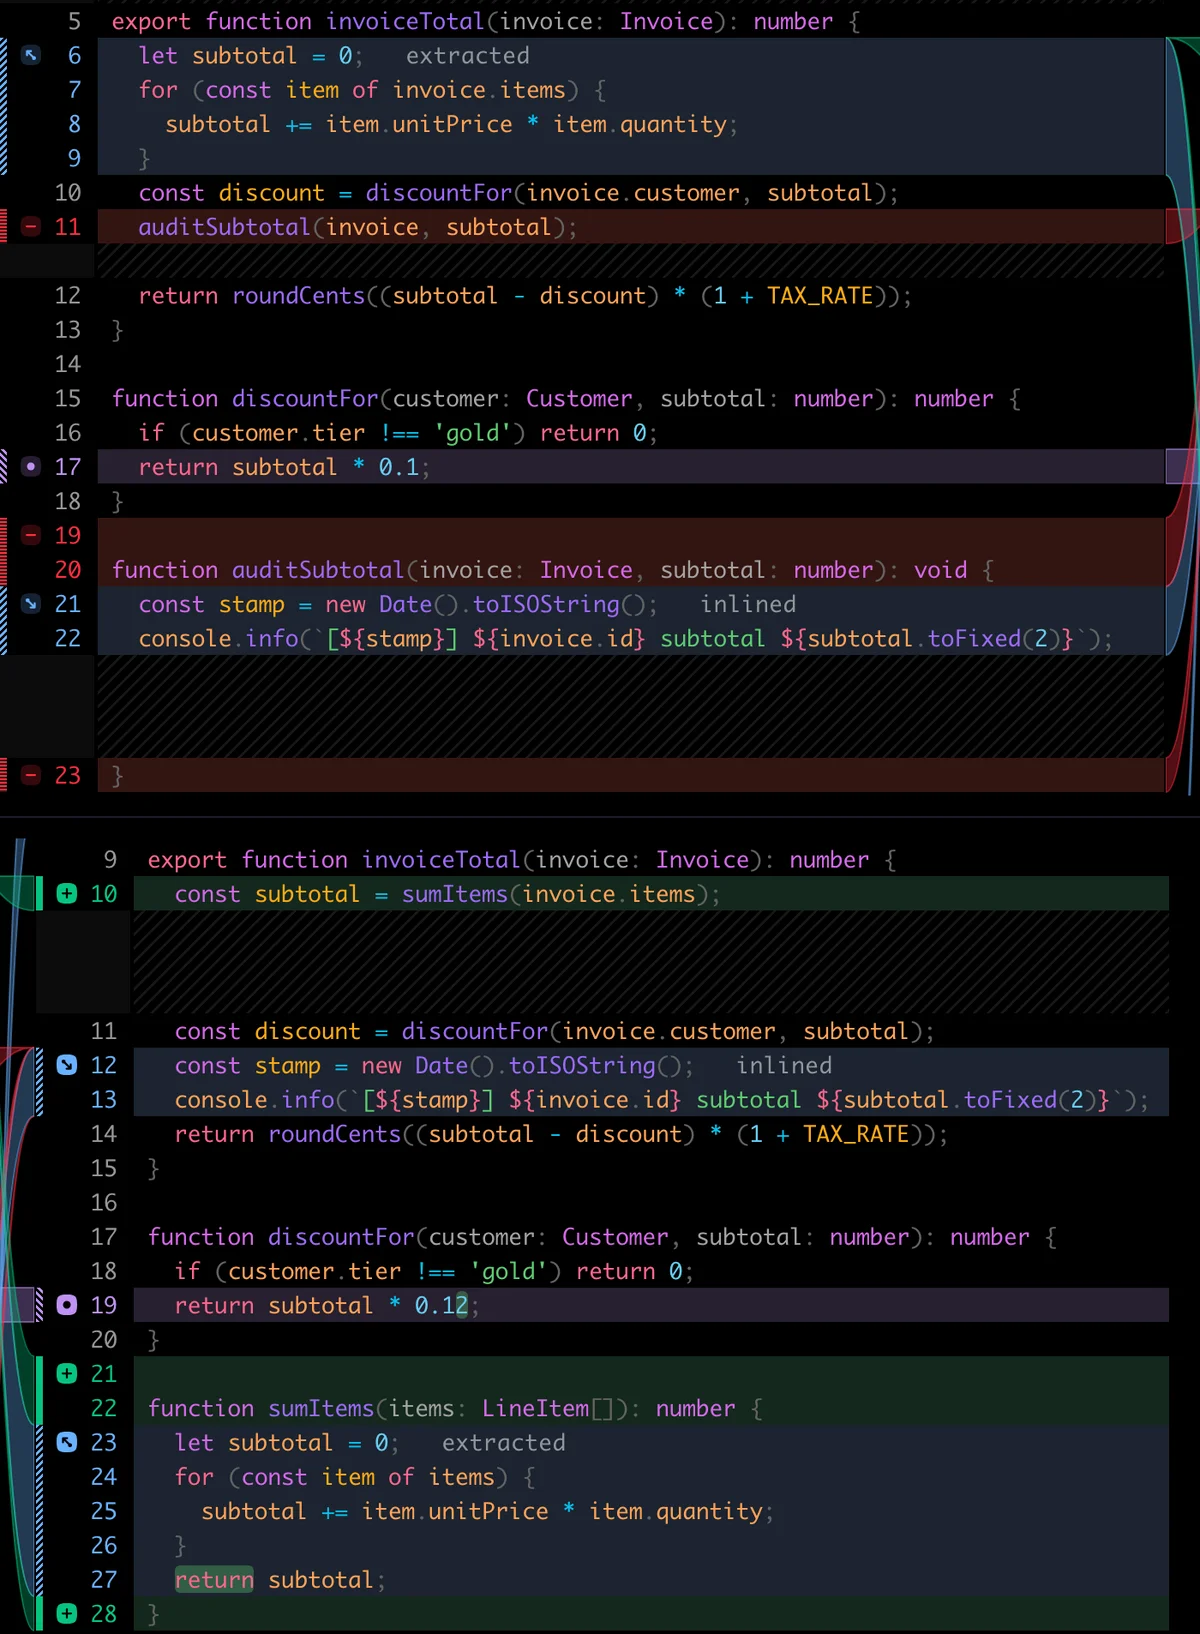 5 export function invoiceTotal(invoice: Invoice): number {
6   let subtotal = 0;   extracted
7   for (const item of invoice.items) {
8     subtotal += item.unitPrice * item.quantity;
9   }
10   const discount = discountFor(invoice.customer, subtotal);
11   auditSubtotal(invoice, subtotal);
12   return roundCents((subtotal - discount) * (1 + TAX_RATE));
13 }
14
15 function discountFor(customer: Customer, subtotal: number): number {
16   if (customer.tier !== 'gold') return 0;
17   return subtotal * 0.1;
18 }
19
20 function auditSubtotal(invoice: Invoice, subtotal: number): void {
21   const stamp = new Date().toISOString();   inlined
22   console.info(`[${stamp}] ${invoice.id} subtotal ${subtotal.toFixed(2)}`);
23 }
9 export function invoiceTotal(invoice: Invoice): number {
10   const subtotal = sumItems(invoice.items);
11   const discount = discountFor(invoice.customer, subtotal);
12   const stamp = new Date().toISOString();   inlined
13   console.info(`[${stamp}] ${invoice.id} subtotal ${subtotal.toFixed(2)}`);
14   return roundCents((subtotal - discount) * (1 + TAX_RATE));
15 }
16
17 function discountFor(customer: Customer, subtotal: number): number {
18   if (customer.tier !== 'gold') return 0;
19   return subtotal * 0.12;
20 }
21
22 function sumItems(items: LineItem[]): number {
23   let subtotal = 0;   extracted
24   for (const item of items) {
25     subtotal += item.unitPrice * item.quantity;
26   }
27   return subtotal;
28 }